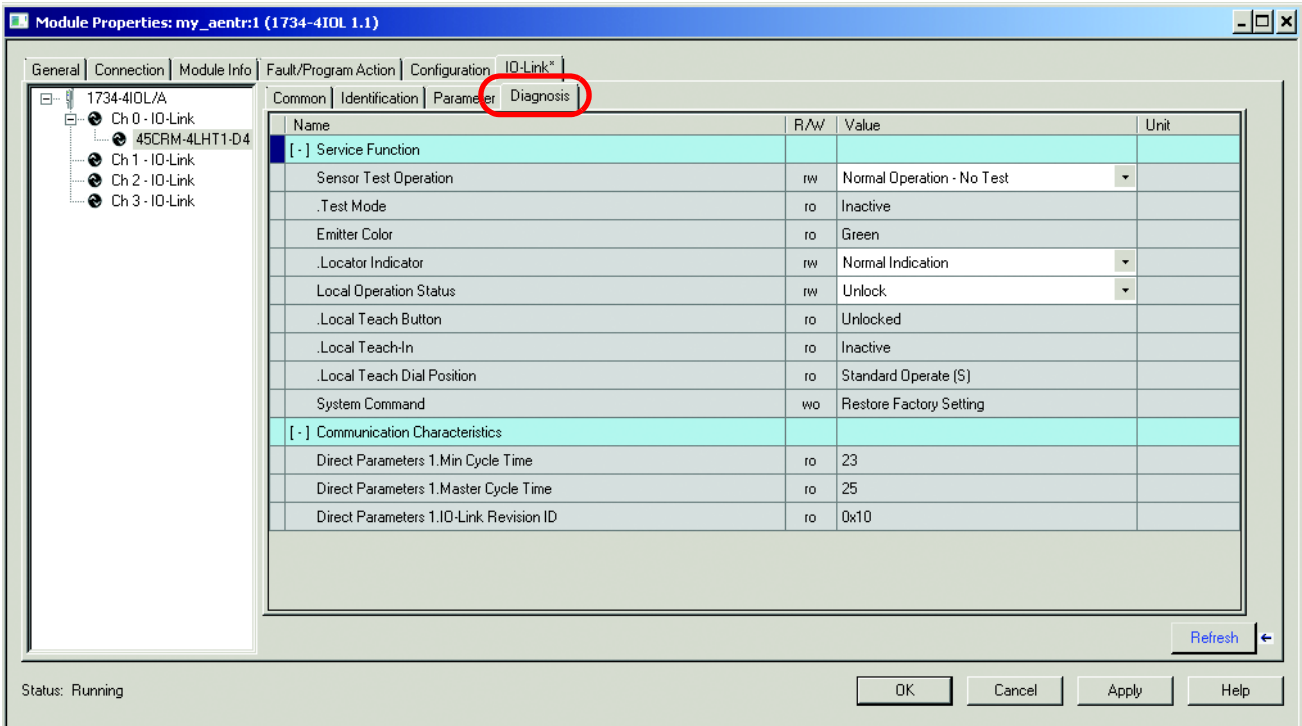 Module Properties: my_aentr:1 (1734-4IOL 1.1)
General Connection Module Info Fault/Program Action Configuration IO-Link*
1734-4IOL/A
Ch 0 - IO-Link
45CRM-4LHT1-D4
Ch 1 - IO-Link
Ch 2 - IO-Link
Ch 3 - IO-Link
Common Identification Parameter Diagnosis
Name R/W Value Unit
[-] Service Function
Sensor Test Operation rw Normal Operation - No Test
.Test Mode ro Inactive
Emitter Color ro Green
.Locator Indicator rw Normal Indication
Local Operation Status rw Unlock
.Local Teach Button ro Unlocked
.Local Teach-In ro Inactive
.Local Teach Dial Position ro Standard Operate (S)
System Command wo Restore Factory Setting
[-] Communication Characteristics
Direct Parameters 1.Min Cycle Time ro 23
Direct Parameters 1.Master Cycle Time ro 25
Direct Parameters 1.IO-Link Revision ID ro 0x10
Refresh
Status: Running
OK Cancel Apply Help